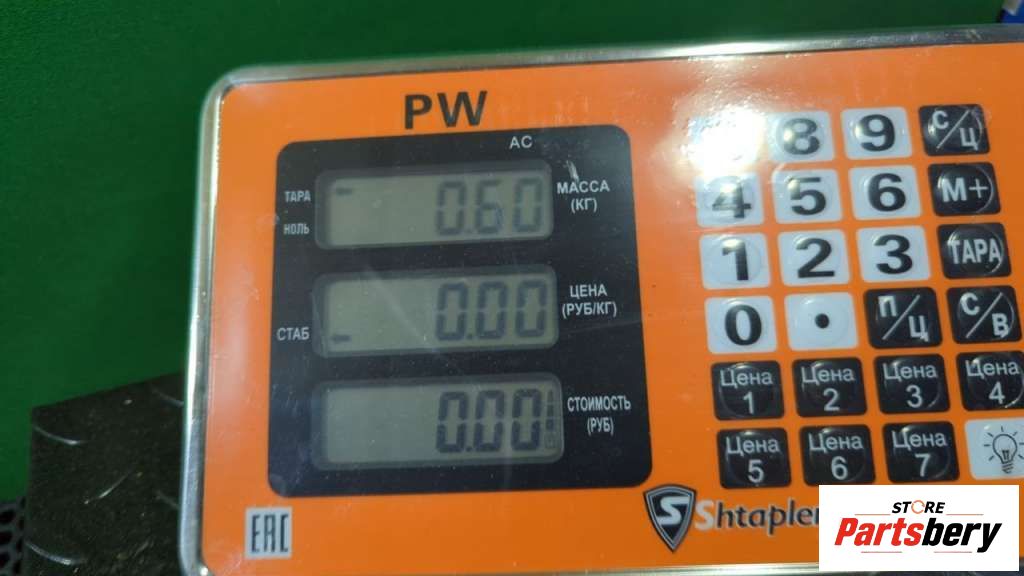 PW
AC
ТАРА
НОЛЬ
0.60
МАССА
(КГ)
СТАБ
0.00
ЦЕНА
(РУБ/КГ)
0.00
СТОИМОСТЬ
(РУБ)
8 9 С/Ц
4 5 6 М+
1 2 3 ТАРА
0 • П/Ц С/В
Цена 1 Цена 2 Цена 3 Цена 4
Цена 5 Цена 6 Цена 7
EAC
S Shtapler
STORE
Partsbery